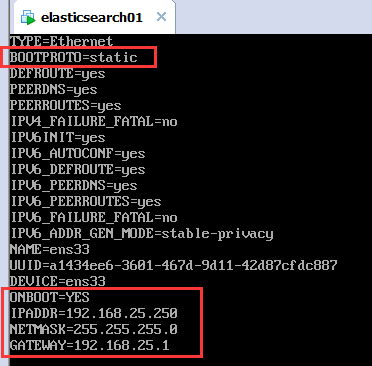 elasticsearch01
TYPE=Ethernet
BOOTPROTO=static
DEFROUTE=yes
PEERDNS=yes
PEERROUTES=yes
IPV4_FAILURE_FATAL=no
IPV6INIT=yes
IPV6_AUTOCONF=yes
IPV6_DEFROUTE=yes
IPV6_PEERDNS=yes
IPV6_PEERROUTES=yes
IPV6_FAILURE_FATAL=no
IPV6_ADDR_GEN_MODE=stable-privacy
NAME=ens33
UUID=a1434ee6-3601-467d-9d11-42d87cfdc887
DEVICE=ens33
ONBOOT=YES
IPADDR=192.168.25.250
NETMASK=255.255.255.0
GATEWAY=192.168.25.1